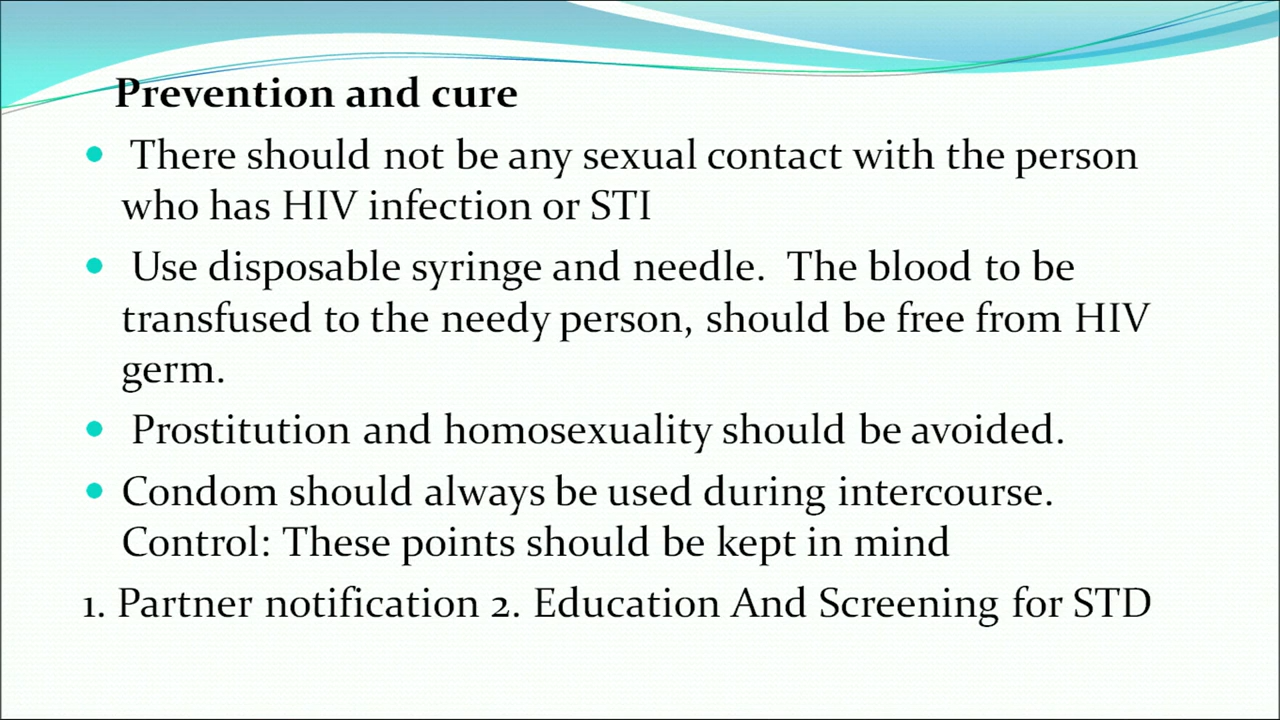 Prevention and cure
• There should not be any sexual contact with the person
who has HIV infection or STI
• Use disposable syringe and needle. The blood to be
transfused to the needy person, should be free from HIV
germ.
• Prostitution and homosexuality should be avoided.
• Condom should always be used during intercourse.
Control: These points should be kept in mind
1. Partner notification 2. Education And Screening for STD